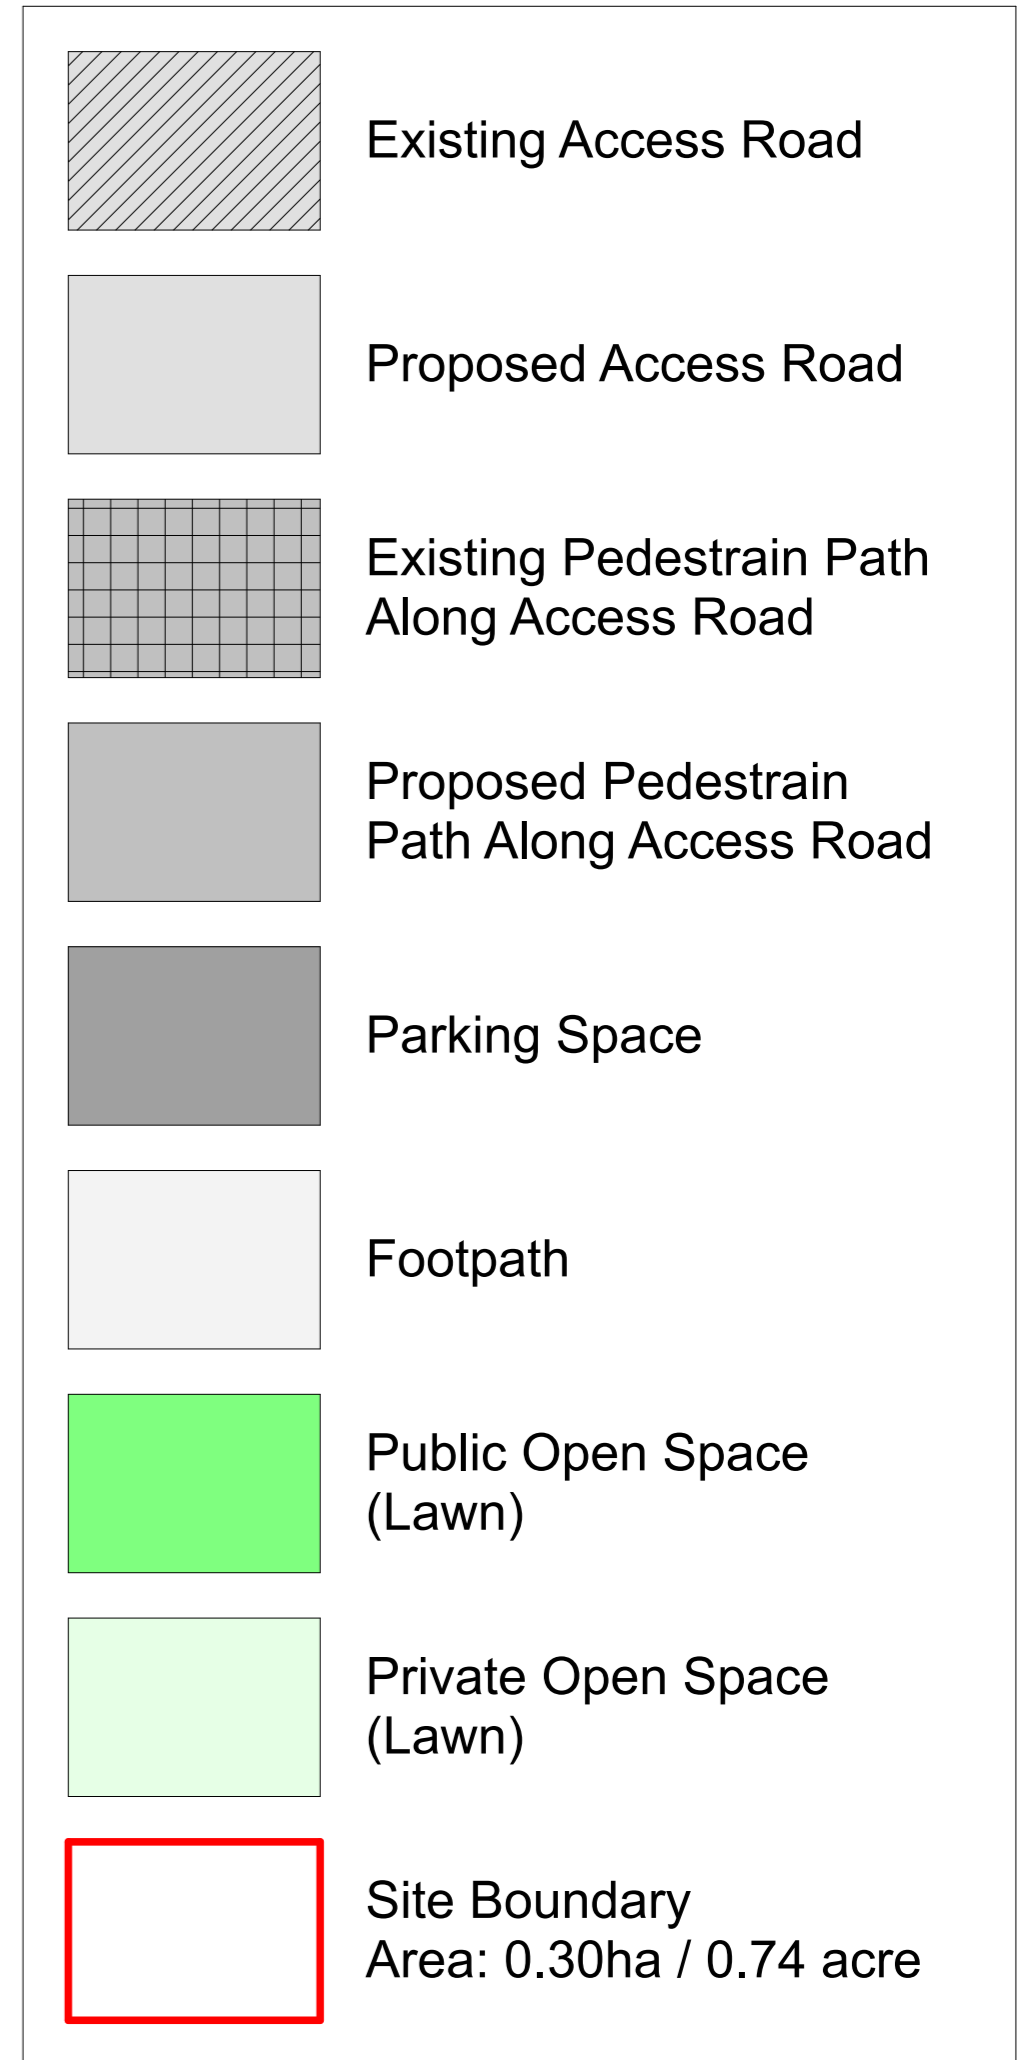 Existing Access Road
Proposed Access Road
Existing Pedestrain Path
Along Access Road
Proposed Pedestrain
Path Along Access Road
Parking Space
Footpath
Public Open Space
(Lawn)
Private Open Space
(Lawn)
Site Boundary
Area: 0.30ha / 0.74 acre